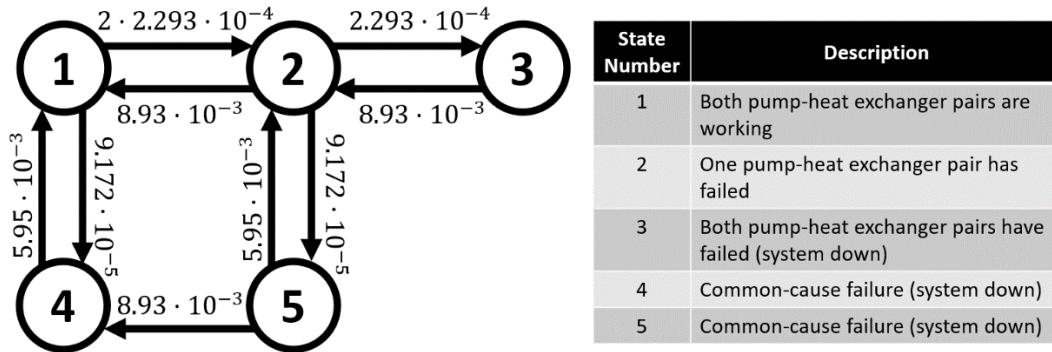 2 · 2.293 · 10⁻⁴
2.293 · 10⁻⁴
1
2
3
8.93 · 10⁻³
8.93 · 10⁻³
5.95 · 10⁻³
9.172 · 10⁻⁵
5.95 · 10⁻³
9.172 · 10⁻⁵
4
8.93 · 10⁻³
5
State
Number
Description
1
Both pump-heat exchanger pairs are
working
2
One pump-heat exchanger pair has
failed
3
Both pump-heat exchanger pairs have
failed (system down)
4
Common-cause failure (system down)
5
Common-cause failure (system down)